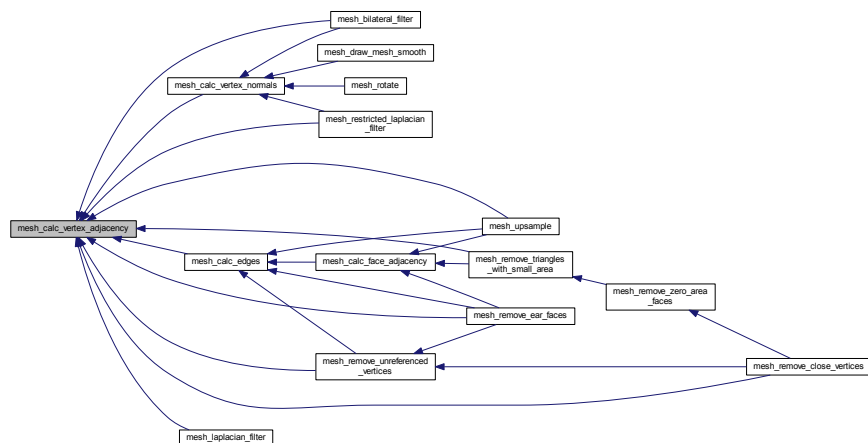 mesh_bilateral_filter
mesh_draw_mesh_smooth
mesh_calc_vertex_normals
mesh_rotate
mesh_restricted_laplacian
_filter
mesh_calc_vertex_adjacency
mesh_upsample
mesh_calc_edges
mesh_calc_face_adjacency
mesh_remove_triangles
_with_small_area
mesh_remove_zero_area
_faces
mesh_remove_ear_faces
mesh_remove_unreferenced
_vertices
mesh_remove_close_vertices
mesh_laplacian_filter